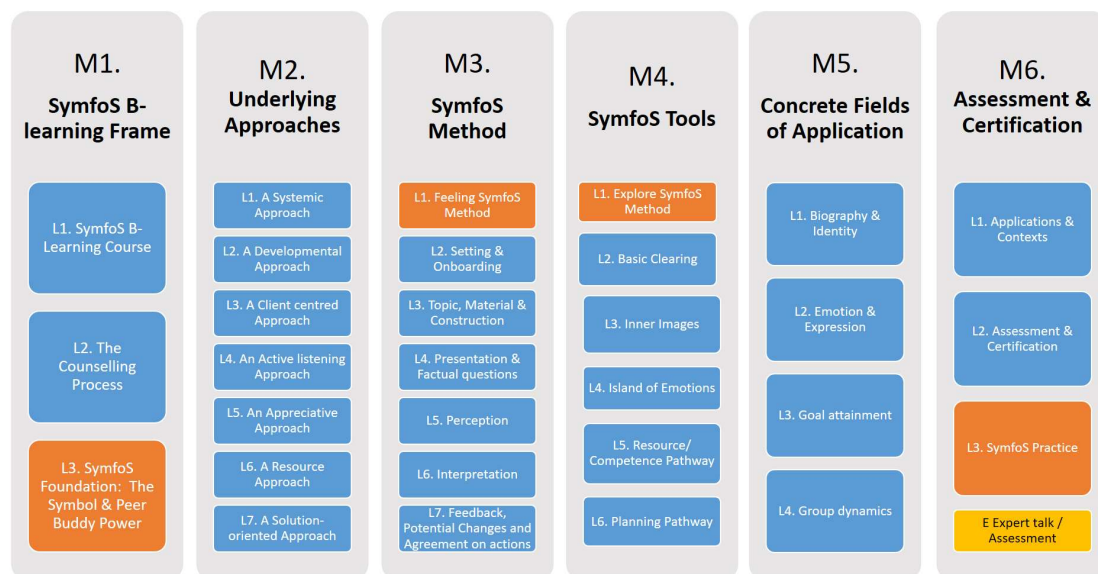 M1.
SymfoS B-
learning Frame
L1. SymfoS B-
Learning Course
L2. The
Counselling
Process
L3. SymfoS
Foundation: The
Symbol & Peer
Buddy Power
M2.
Underlying
Approaches
L1. A Systemic
Approach
L2. A Developmental
Approach
L3. A Client centred
Approach
L4. An Active listening
Approach
L5. An Appreciative
Approach
L6. A Resource
Approach
L7. A Solution-
oriented Approach
M3.
SymfoS
Method
L1. Feeling SymfoS
Method
L2. Setting &
Onboarding
L3. Topic, Material &
Construction
L4. Presentation &
Factual questions
L5. Perception
L6. Interpretation
L7. Feedback,
Potential Changes and
Agreement on actions
M4.
SymfoS Tools
L1. Explore SymfoS
Method
L2. Basic Clearing
L3. Inner Images
L4. Island of Emotions
L5. Resource/
Competence Pathway
L6. Planning Pathway
M5.
Concrete Fields
of Application
L1. Biography &
Identity
L2. Emotion &
Expression
L3. Goal attainment
L4. Group dynamics
M6.
Assessment &
Certification
L1. Applications &
Contexts
L2. Assessment &
Certification
L3. SymfoS Practice
E Expert talk /
Assessment